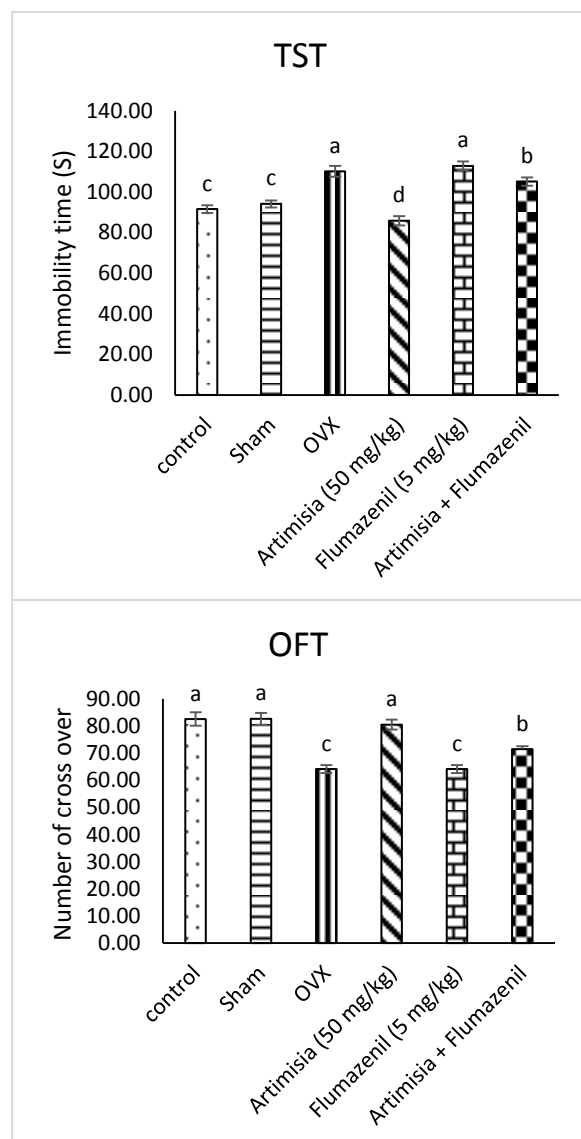 TST
Immobility time (S)
140.00
120.00
100.00
80.00
60.00
40.00
20.00
0.00
c
c
a
d
a
b
control
Sham
OVX
Artimisia (50 mg/kg)
Flumazenil (5 mg/kg)
Artimisia + Flumazenil
OFT
Number of cross over
90.00
80.00
70.00
60.00
50.00
40.00
30.00
20.00
10.00
0.00
a
a
c
a
c
b
control
Sham
OVX
Artimisia (50 mg/kg)
Flumazenil (5 mg/kg)
Artimisia + Flumazenil